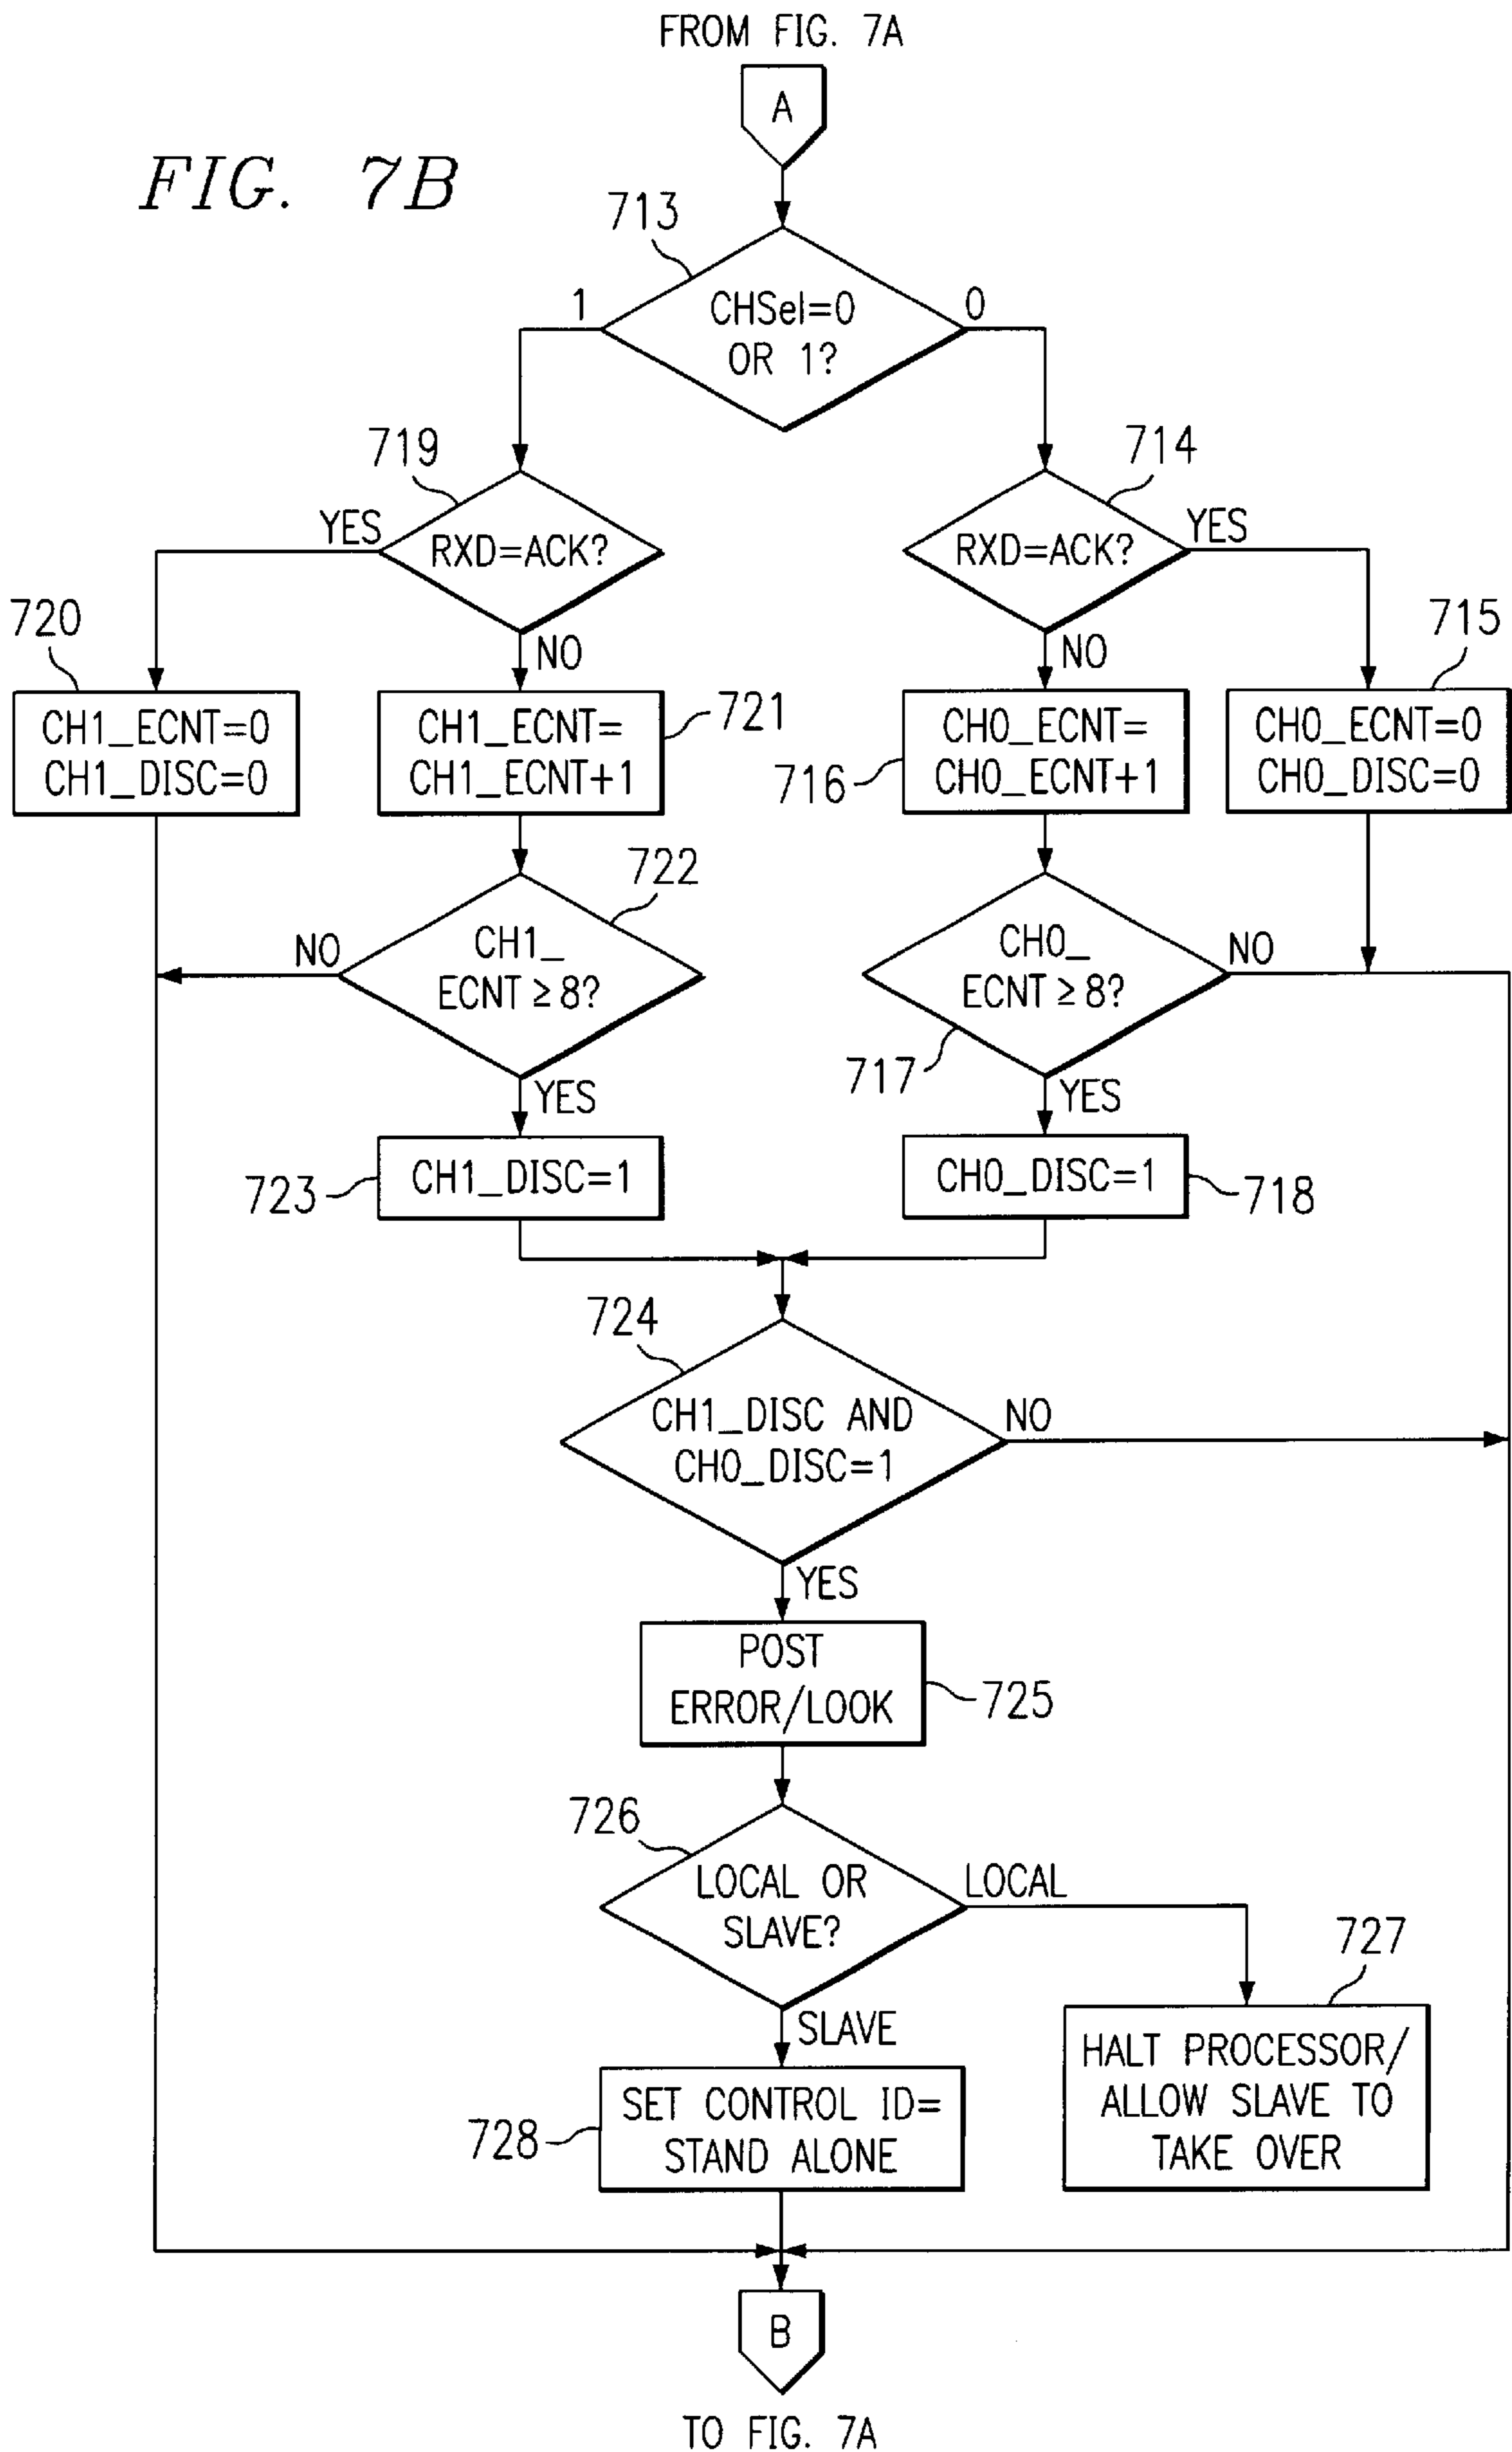 FROM FIG. 7A
A
FIG. 7B
713
CHSel=0
OR 1?
1
0
719
RXD=ACK?
YES
NO
714
RXD=ACK?
YES
NO
720
CH1_ECNT=0
CH1_DISC=0
CH1_ECNT=
CH1_ECNT+1
721
CH0_ECNT=
CH0_ECNT+1
716
715
CH0_ECNT=0
CH0_DISC=0
722
CH1_
ECNT ≥ 8?
NO
YES
CH0_
ECNT ≥ 8?
NO
717
YES
723
CH1_DISC=1
CH0_DISC=1
718
724
CH1_DISC AND
CH0_DISC=1
NO
YES
POST
ERROR/LOOK
725
726
LOCAL OR
SLAVE?
LOCAL
SLAVE
727
HALT PROCESSOR/
ALLOW SLAVE TO
TAKE OVER
728
SET CONTROL ID=
STAND ALONE
B
TO FIG. 7A